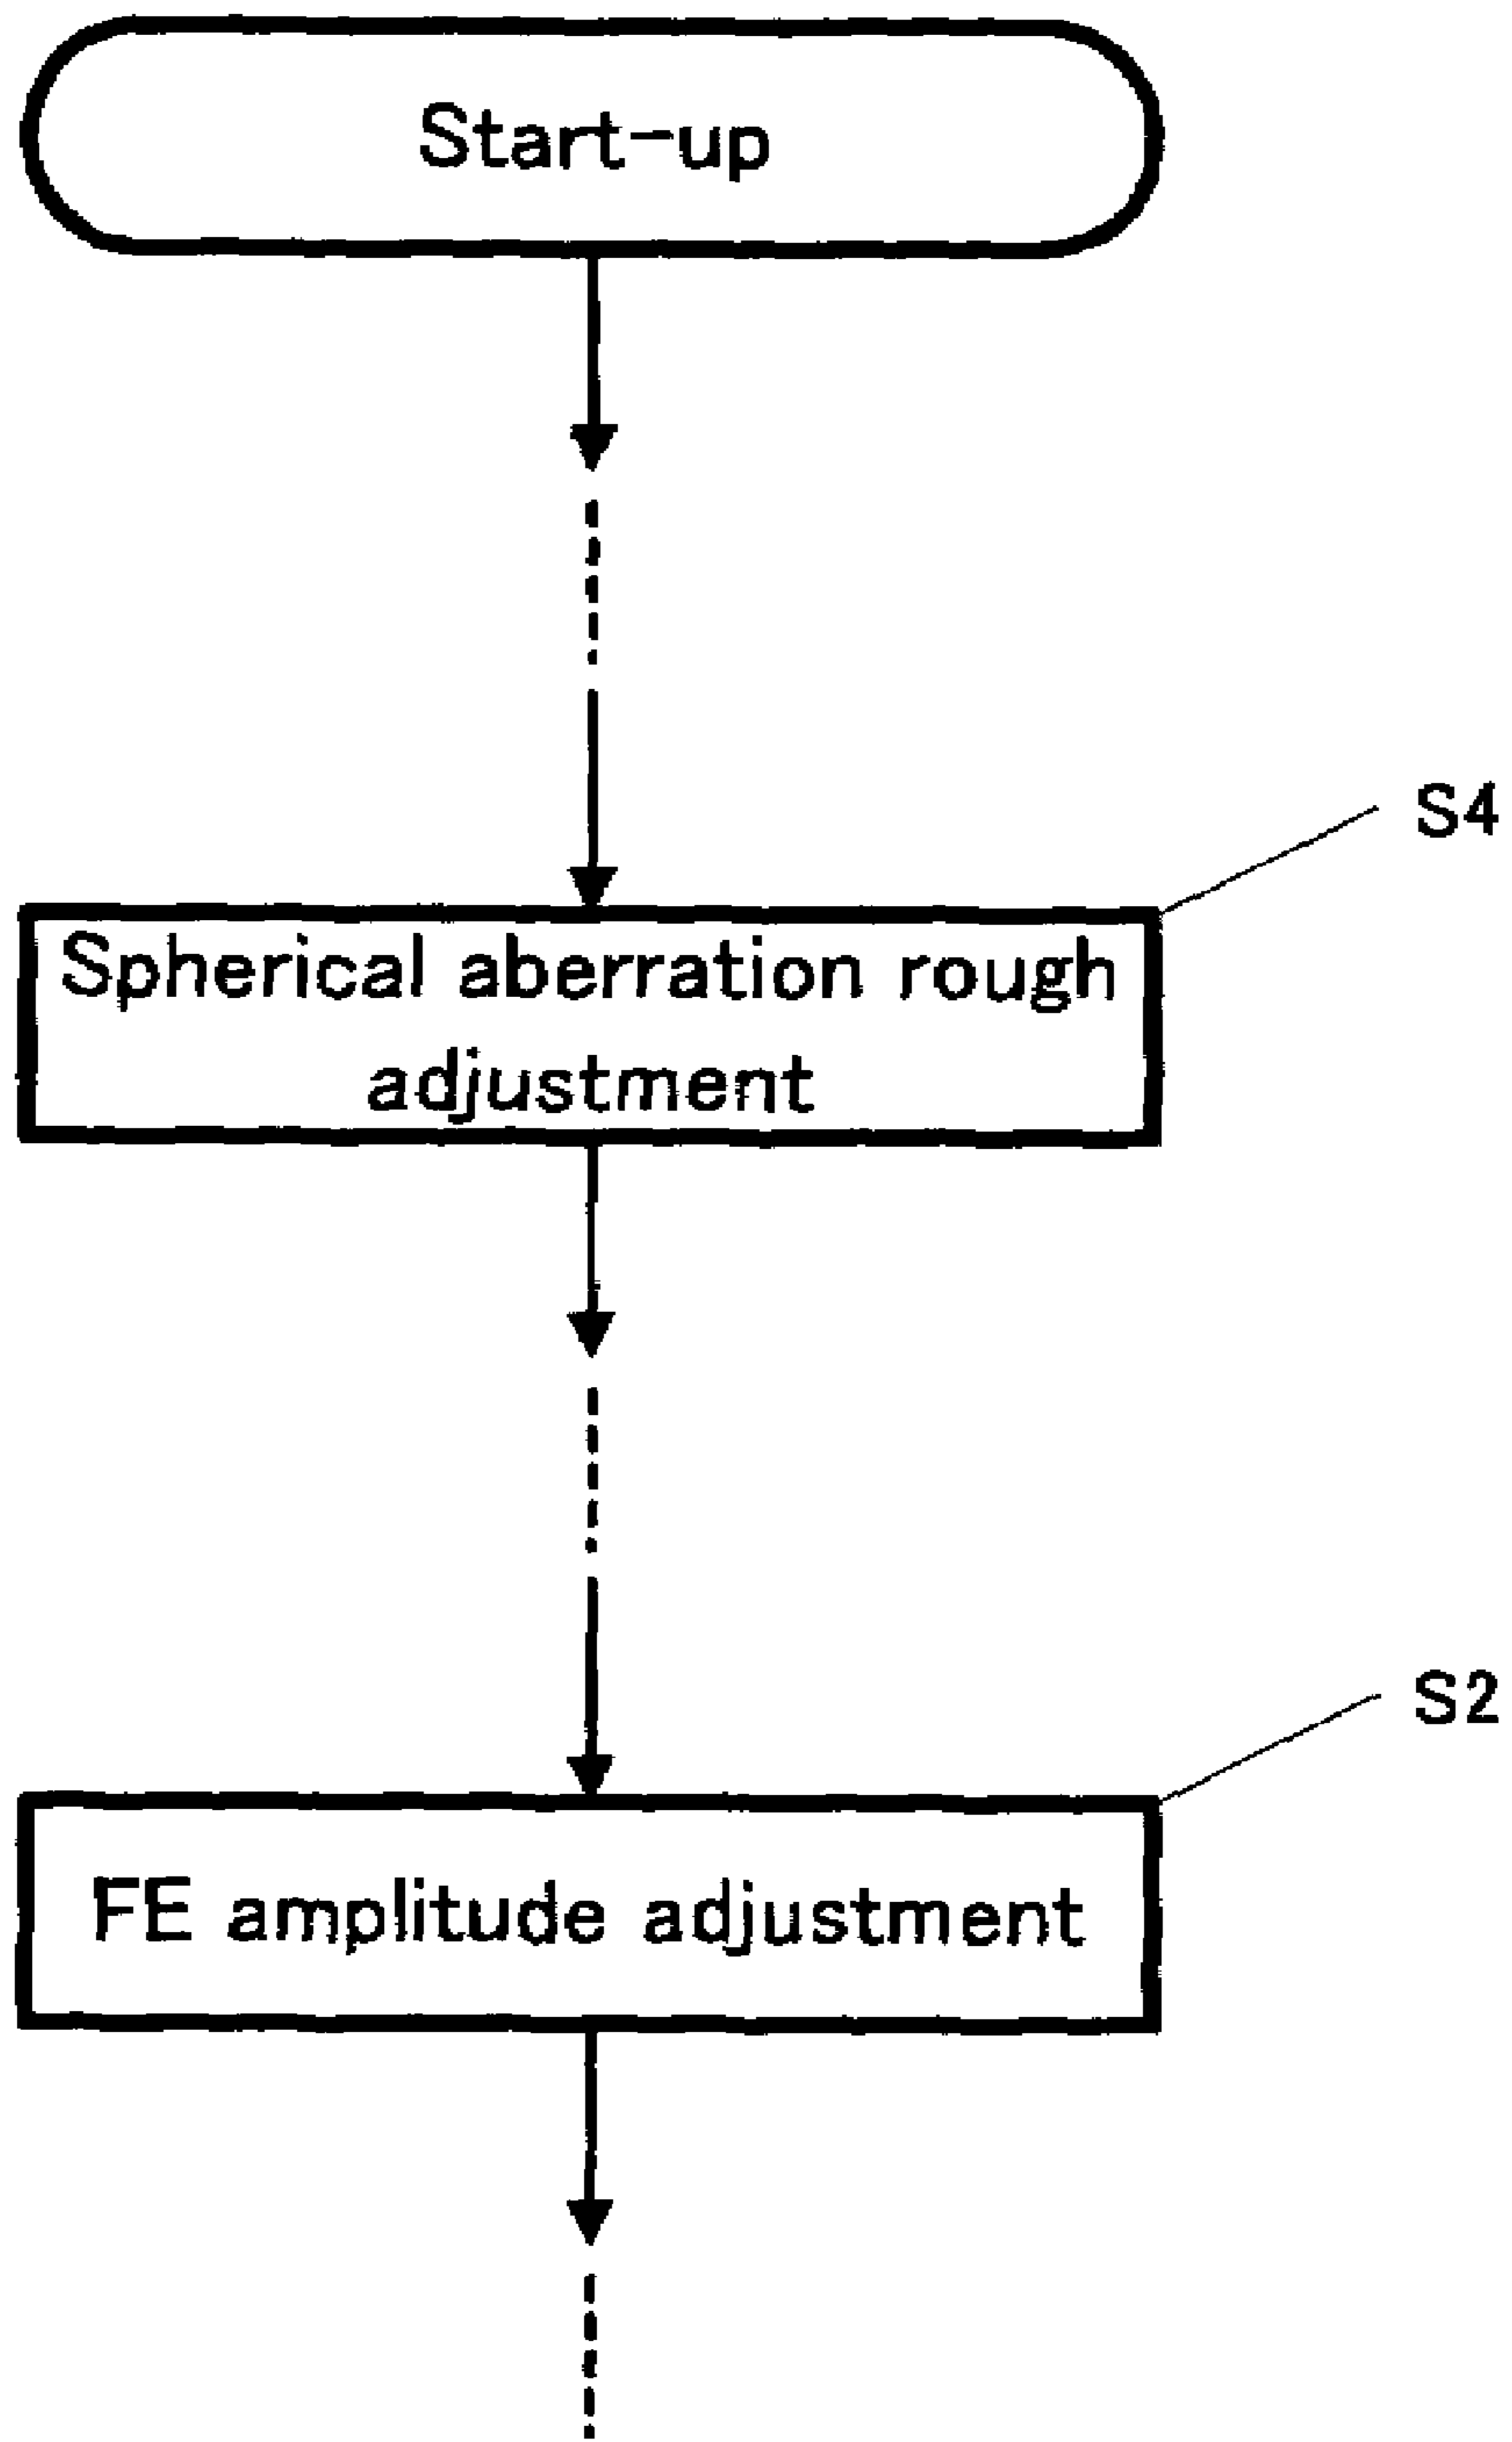 Start-up
S4
Spherical aberration rough
adjustment
S2
FE amplitude adjustment